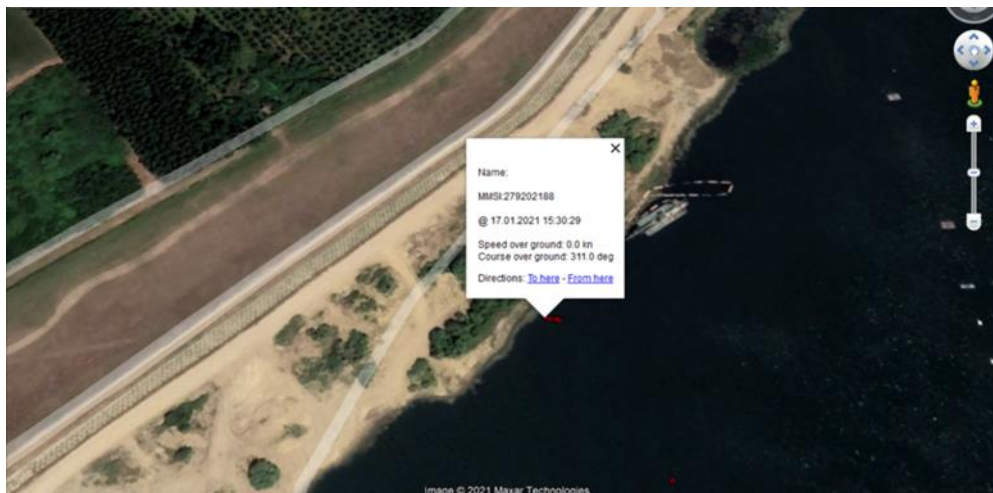 Name:
MMSI:279202188
@ 17.01.2021 15:30:29
Speed over ground: 0.0 kn
Course over ground: 311.0 deg
Directions: To here - From here
Image © 2021 Maxar Technologies